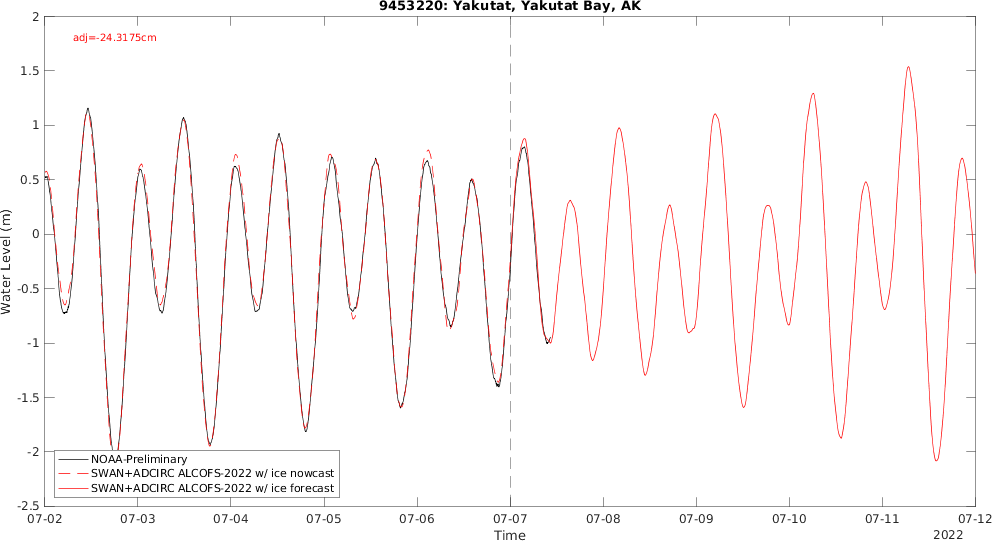 9453220: Yakutat, Yakutat Bay, AK
adj=-24.3175cm
2
1.5
1
0.5
0
-0.5
-1
-1.5
-2
-2.5
Water Level (m)
NOAA-Preliminary
SWAN+ADCIRC ALCOFS-2022 w/ ice nowcast
SWAN+ADCIRC ALCOFS-2022 w/ ice forecast
07-02 07-03 07-04 07-05 07-06 07-07 07-08 07-09 07-10 07-11 07-12
Time
2022